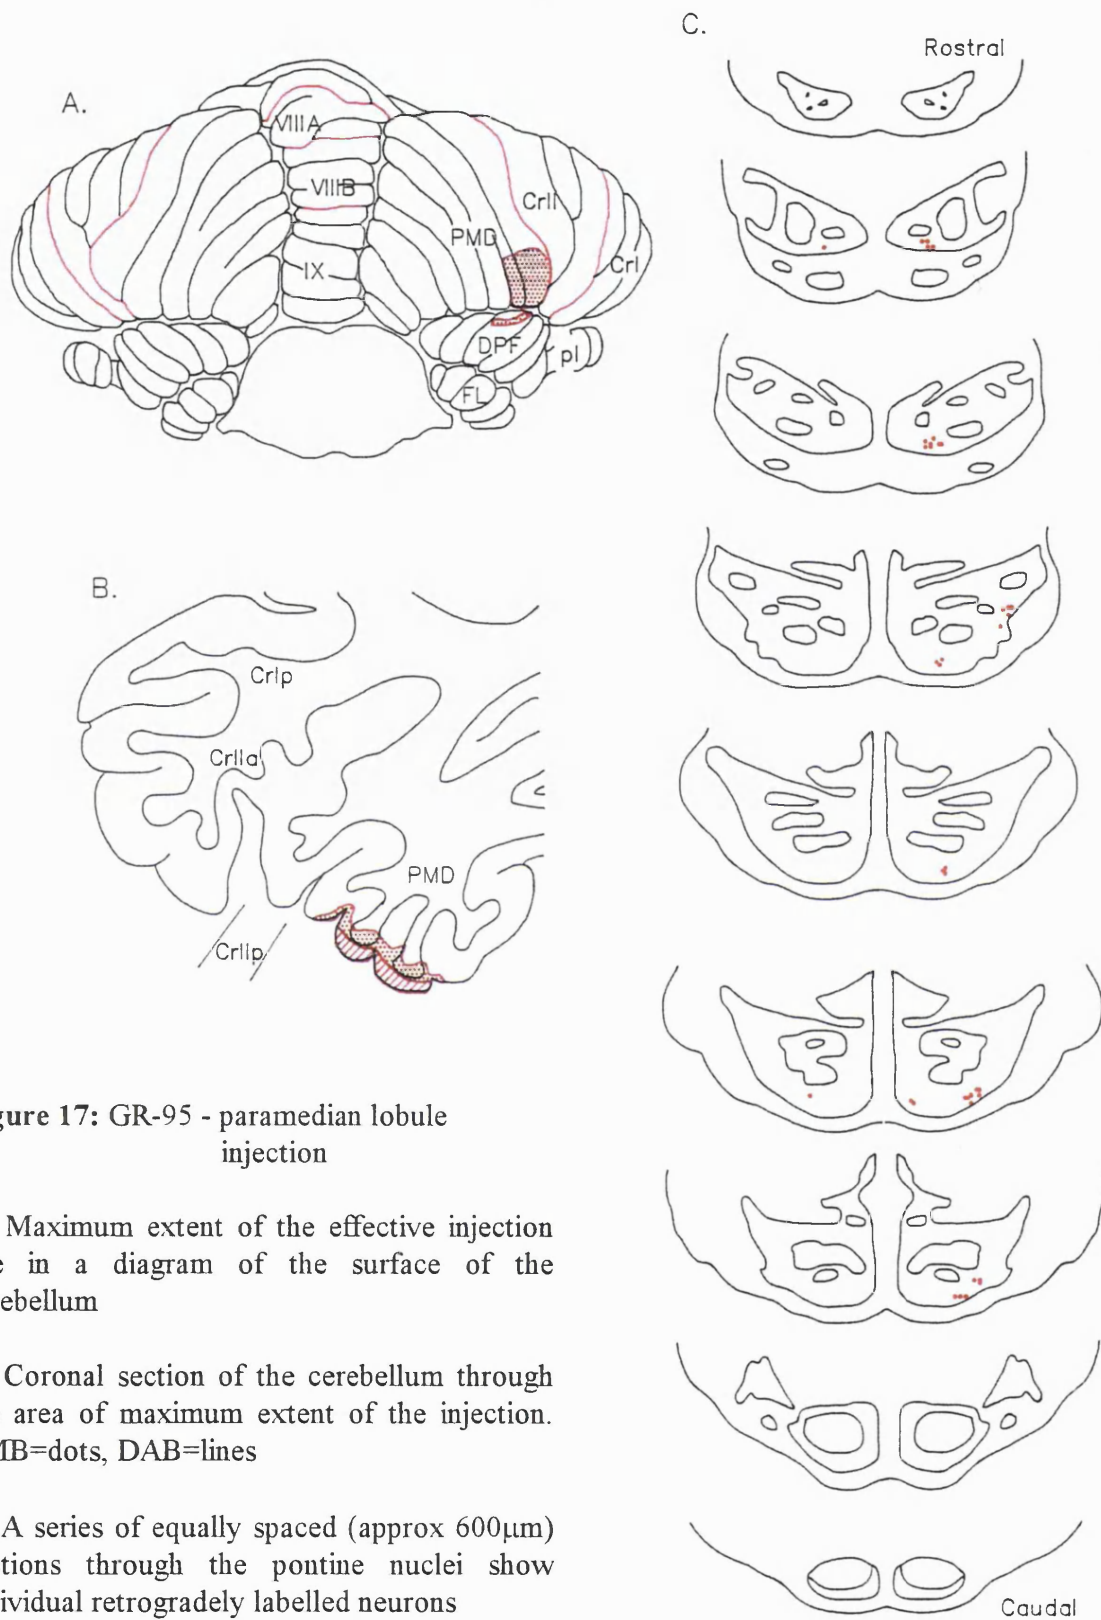 A.
VIIIA
VIIIB
IX
PMD
CrII
CrI
DPF
pl
FL
B.
CrIp
CrIIa
PMD
CrIIp
gure 17: GR-95 - paramedian lobule
injection
Maximum extent of the effective injection
e in a diagram of the surface of the
ebellum
Coronal section of the cerebellum through
area of maximum extent of the injection.
IB=dots, DAB=lines
A series of equally spaced (approx 600µm)
tions through the pontine nuclei show
ividual retrogradely labelled neurons
C.
Rostral
Caudal